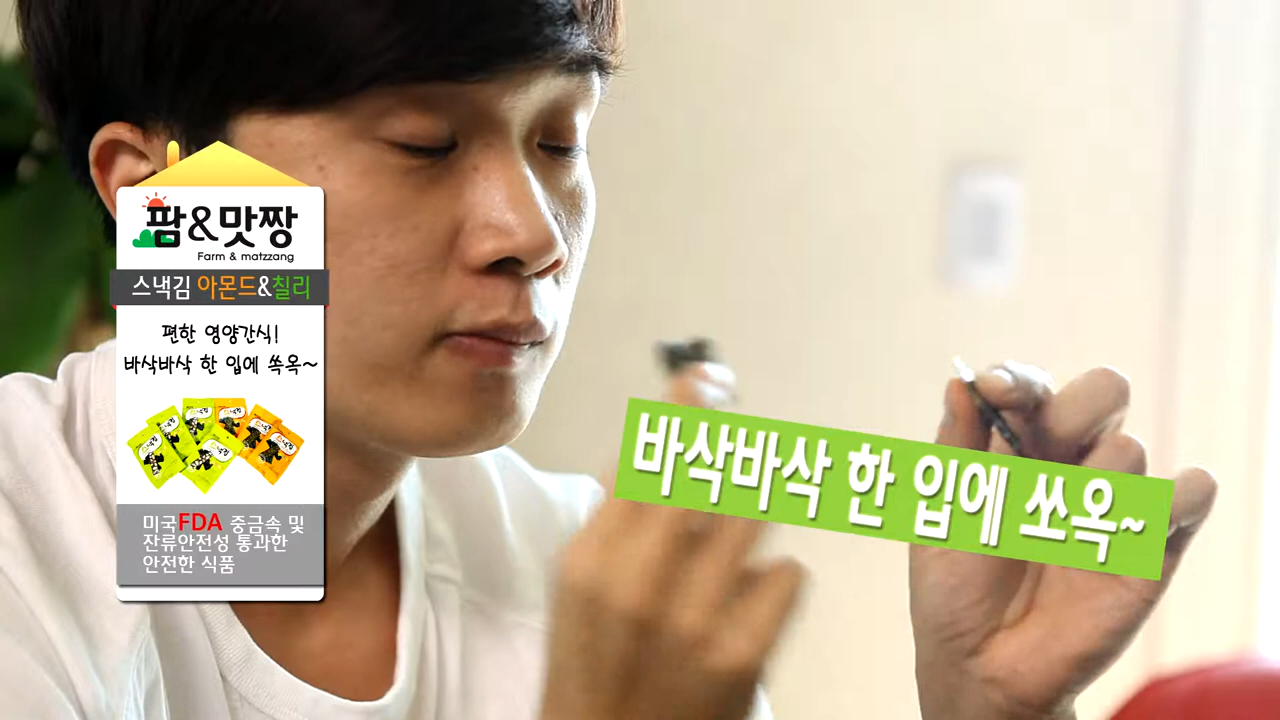 팜&맛짱
Farm & matzzang
스낵김 아몬드&칠리
편한 영양간식!
바삭바삭 한 입에 쏙옥~
미국FDA 중금속 및
잔류안전성 통과한
안전한 식품
바삭바삭 한 입에 쏘옥~